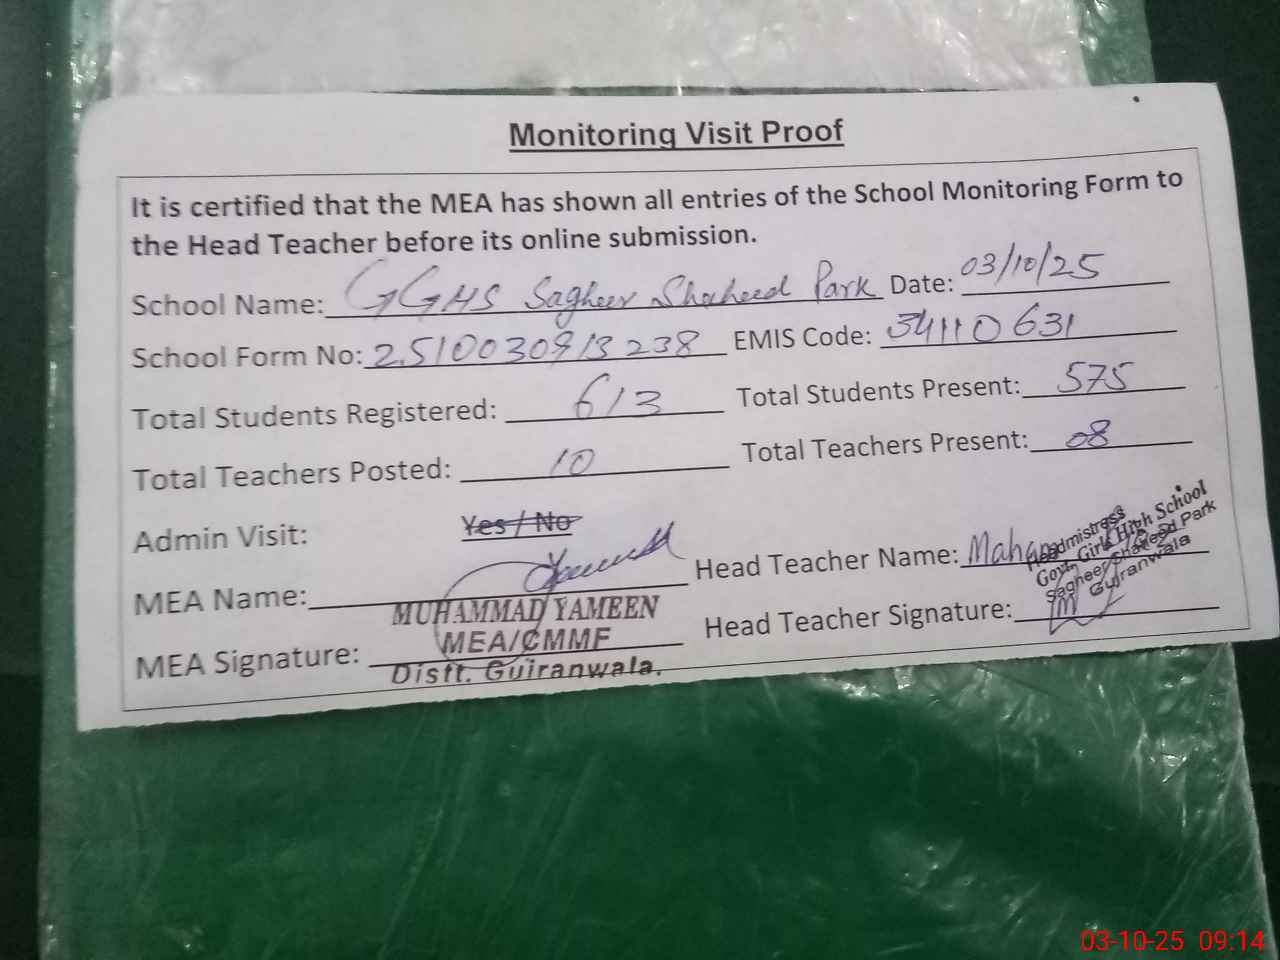 Monitoring Visit Proof
It is certified that the MEA has shown all entries of the School Monitoring Form to
the Head Teacher before its online submission.
School Name: GGHS Sagheer Shaheed Park Date: 03/10/25
School Form No: 2510030913238 EMIS Code: 34110631
Total Students Registered: 613 Total Students Present: 575
Total Teachers Posted: 10 Total Teachers Present: 08
Admin Visit: Yes / No
MEA Name: Head Teacher Name:
MUHAMMAD YAMEEN
MEA/CMMF
Distt. Gujranwala.
MEA Signature: Head Teacher Signature:
Headmistress
Govt. Girls High School
Sagheer Shaheed Park
Gujranwala
03-10-25 09:14